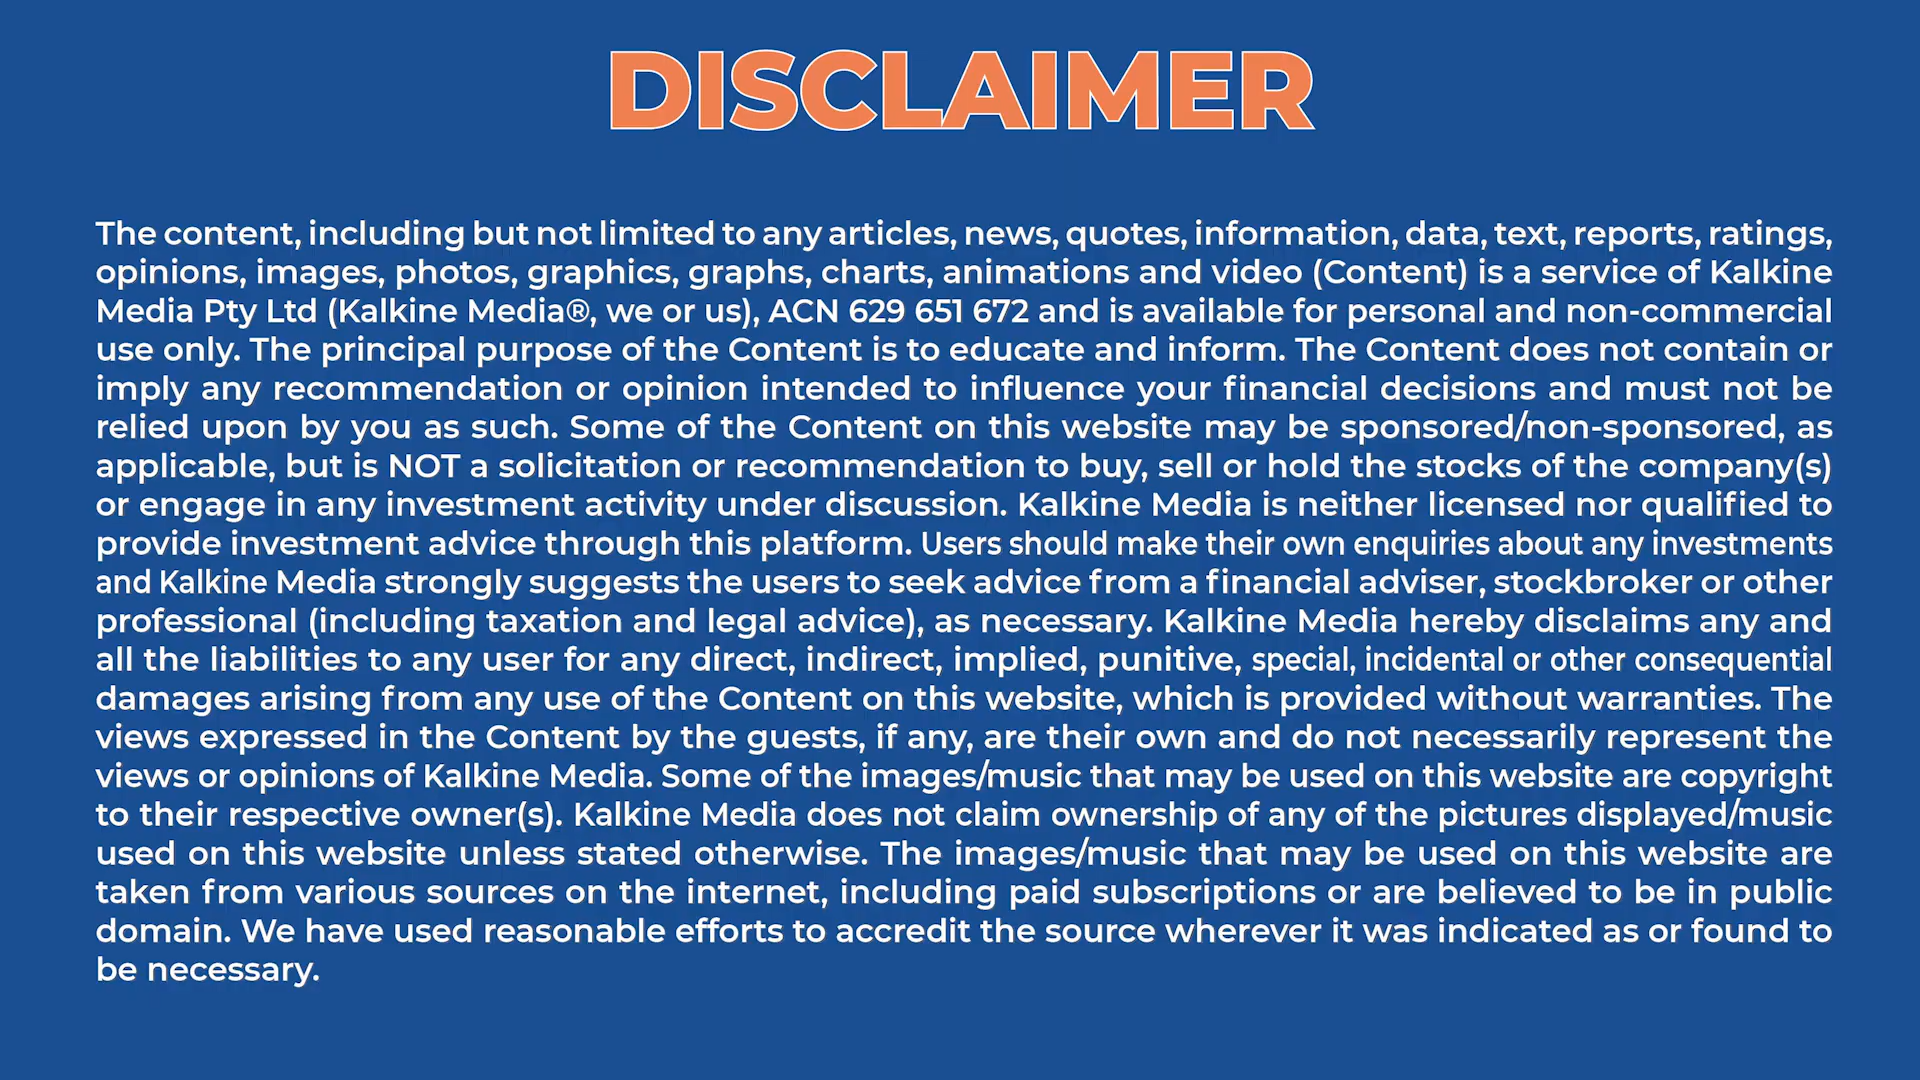 DISCLAIMER
The content, including but not limited to any articles, news, quotes, information, data, text, reports, ratings,
opinions, images, photos, graphics, graphs, charts, animations and video (Content) is a service of Kalkine
Media Pty Ltd (Kalkine Media®, we or us), ACN 629 651 672 and is available for personal and non-commercial
use only. The principal purpose of the Content is to educate and inform. The Content does not contain or
imply any recommendation or opinion intended to influence your financial decisions and must not be
relied upon by you as such. Some of the Content on this website may be sponsored/non-sponsored, as
applicable, but is NOT a solicitation or recommendation to buy, sell or hold the stocks of the company(s)
or engage in any investment activity under discussion. Kalkine Media is neither licensed nor qualified to
provide investment advice through this platform. Users should make their own enquiries about any investments
and Kalkine Media strongly suggests the users to seek advice from a financial adviser, stockbroker or other
professional (including taxation and legal advice), as necessary. Kalkine Media hereby disclaims any and
all the liabilities to any user for any direct, indirect, implied, punitive, special, incidental or other consequential
damages arising from any use of the Content on this website, which is provided without warranties. The
views expressed in the Content by the guests, if any, are their own and do not necessarily represent the
views or opinions of Kalkine Media. Some of the images/music that may be used on this website are copyright
to their respective owner(s). Kalkine Media does not claim ownership of any of the pictures displayed/music
used on this website unless stated otherwise. The images/music that may be used on this website are
taken from various sources on the internet, including paid subscriptions or are believed to be in public
domain. We have used reasonable efforts to accredit the source wherever it was indicated as or found to
be necessary.